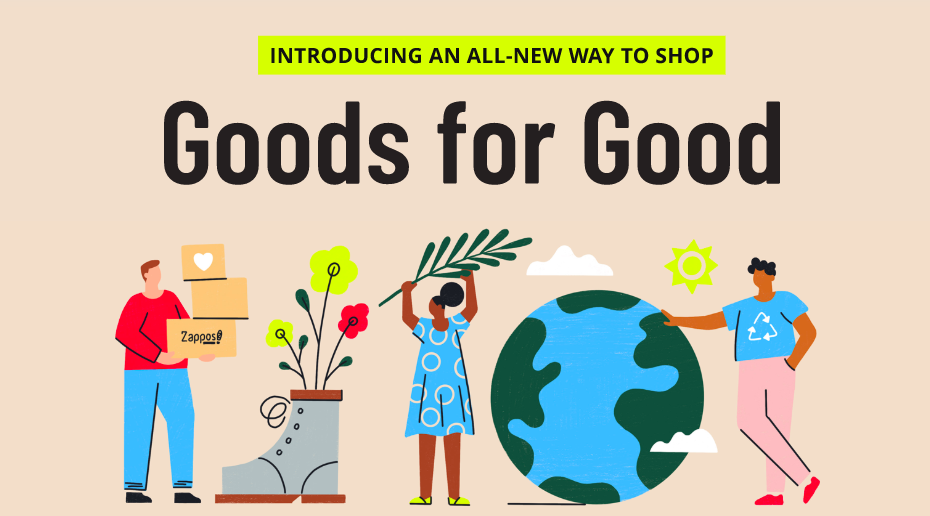 INTRODUCING AN ALL-NEW WAY TO SHOP
Goods for Good
Zappos